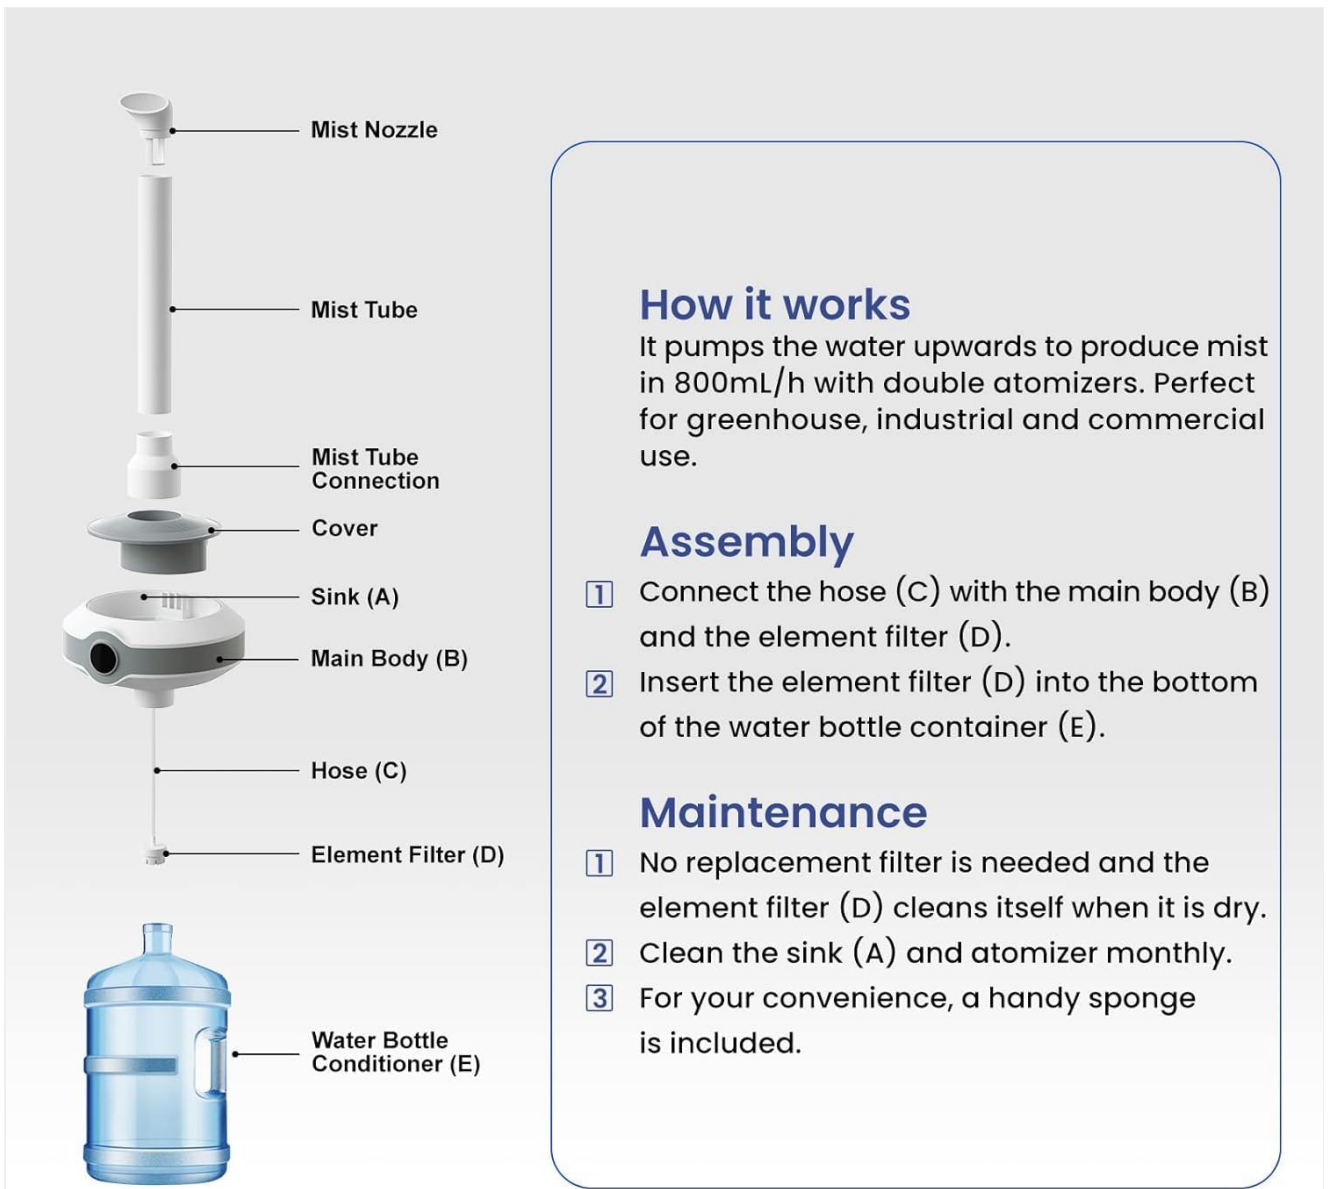 Mist Nozzle
Mist Tube
Mist Tube
Connection
Cover
Sink (A)
Main Body (B)
Hose (C)
Element Filter (D)
Water Bottle
Conditioner (E)
How it works
It pumps the water upwards to produce mist
in 800mL/h with double atomizers. Perfect
for greenhouse, industrial and commercial
use.
Assembly
1 Connect the hose (C) with the main body (B)
and the element filter (D).
2 Insert the element filter (D) into the bottom
of the water bottle container (E).
Maintenance
1 No replacement filter is needed and the
element filter (D) cleans itself when it is dry.
2 Clean the sink (A) and atomizer monthly.
3 For your convenience, a handy sponge
is included.